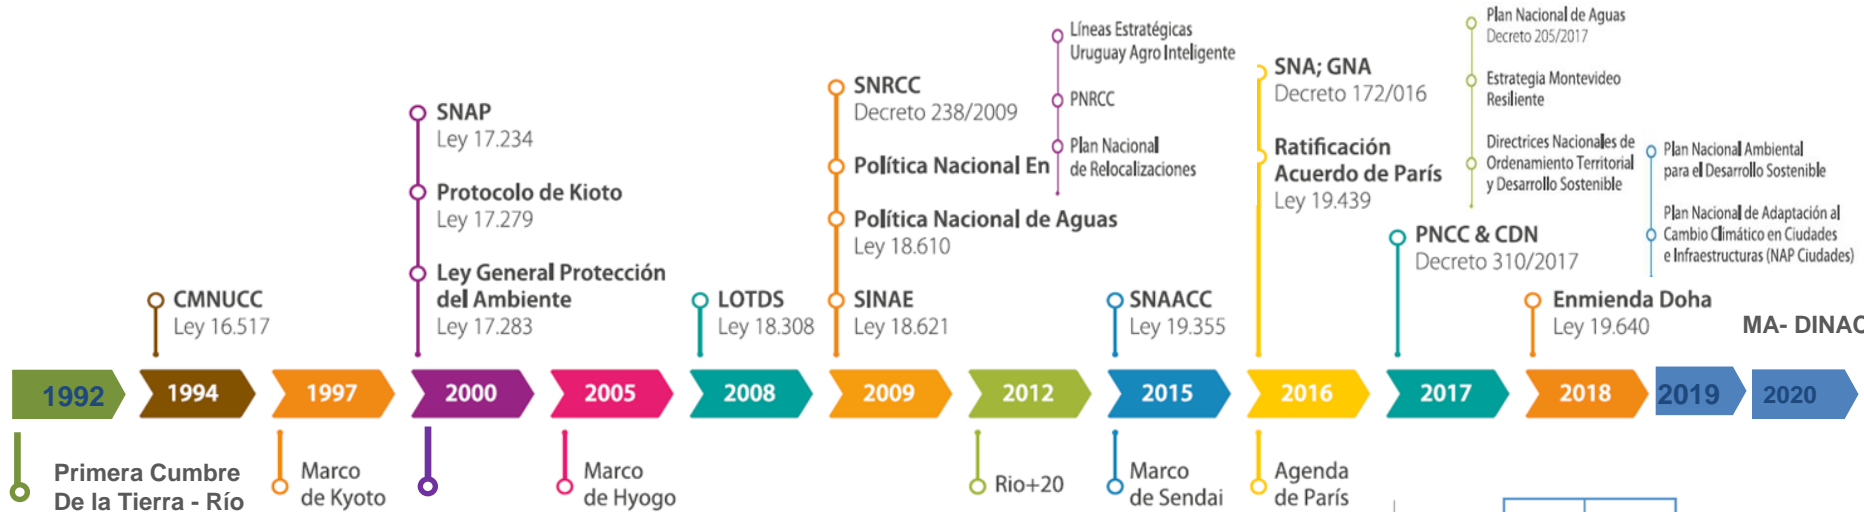 Primera Cumbre
De la Tierra - Río
1992
CMNUCC
Ley 16.517
1994
1997
Marco
de Kyoto
SNAP
Ley 17.234
Protocolo de Kioto
Ley 17.279
Ley General Protección
del Ambiente
Ley 17.283
2000
2005
Marco
de Hyogo
LOTDS
Ley 18.308
2008
SNRCC
Decreto 238/2009
Política Nacional En
Política Nacional de Aguas
Ley 18.610
SINAE
Ley 18.621
2009
2012
Rio+20
Líneas Estratégicas
Uruguay Agro Inteligente
PNRCC
Plan Nacional
de Relocalizaciones
SNAACC
Ley 19.355
2015
Marco
de Sendai
SNA; GNA
Decreto 172/016
Ratificación
Acuerdo de París
Ley 19.439
2016
Agenda
de París
Plan Nacional de Aguas
Decreto 205/2017
Estrategia Montevideo
Resiliente
Directrices Nacionales de
Ordenamiento Territorial
y Desarrollo Sostenible
PNCC & CDN
Decreto 310/2017
2017
Plan Nacional Ambiental
para el Desarrollo Sostenible
Plan Nacional de Adaptación al
Cambio Climático en Ciudades
e Infraestructuras (NAP Ciudades)
Enmienda Doha
Ley 19.640
2018
2019
MA- DINAC
2020